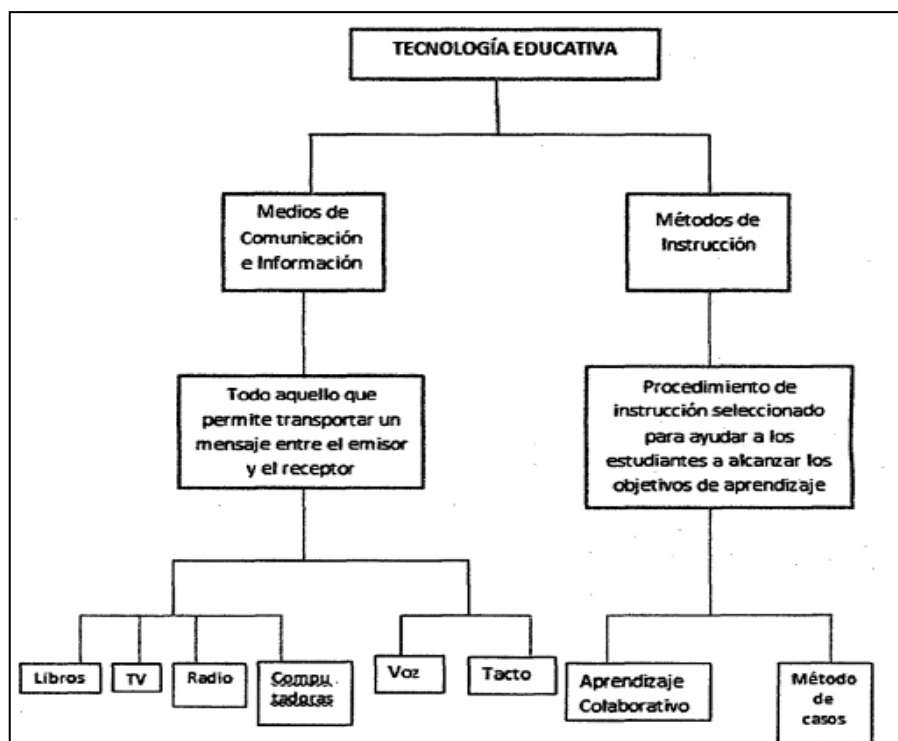 TECNOLOGÍA EDUCATIVA
Medios de
Comunicación
e Información
Métodos de
Instrucción
Todo aquello que
permite transportar un
mensaje entre el emisor
y el receptor
Procedimiento de
instrucción seleccionado
para ayudar a los
estudiantes a alcanzar los
objetivos de aprendizaje
Libros
TV
Radio
Compu
tadoras
Voz
Tacto
Aprendizaje
Colaborativo
Método
de
casos